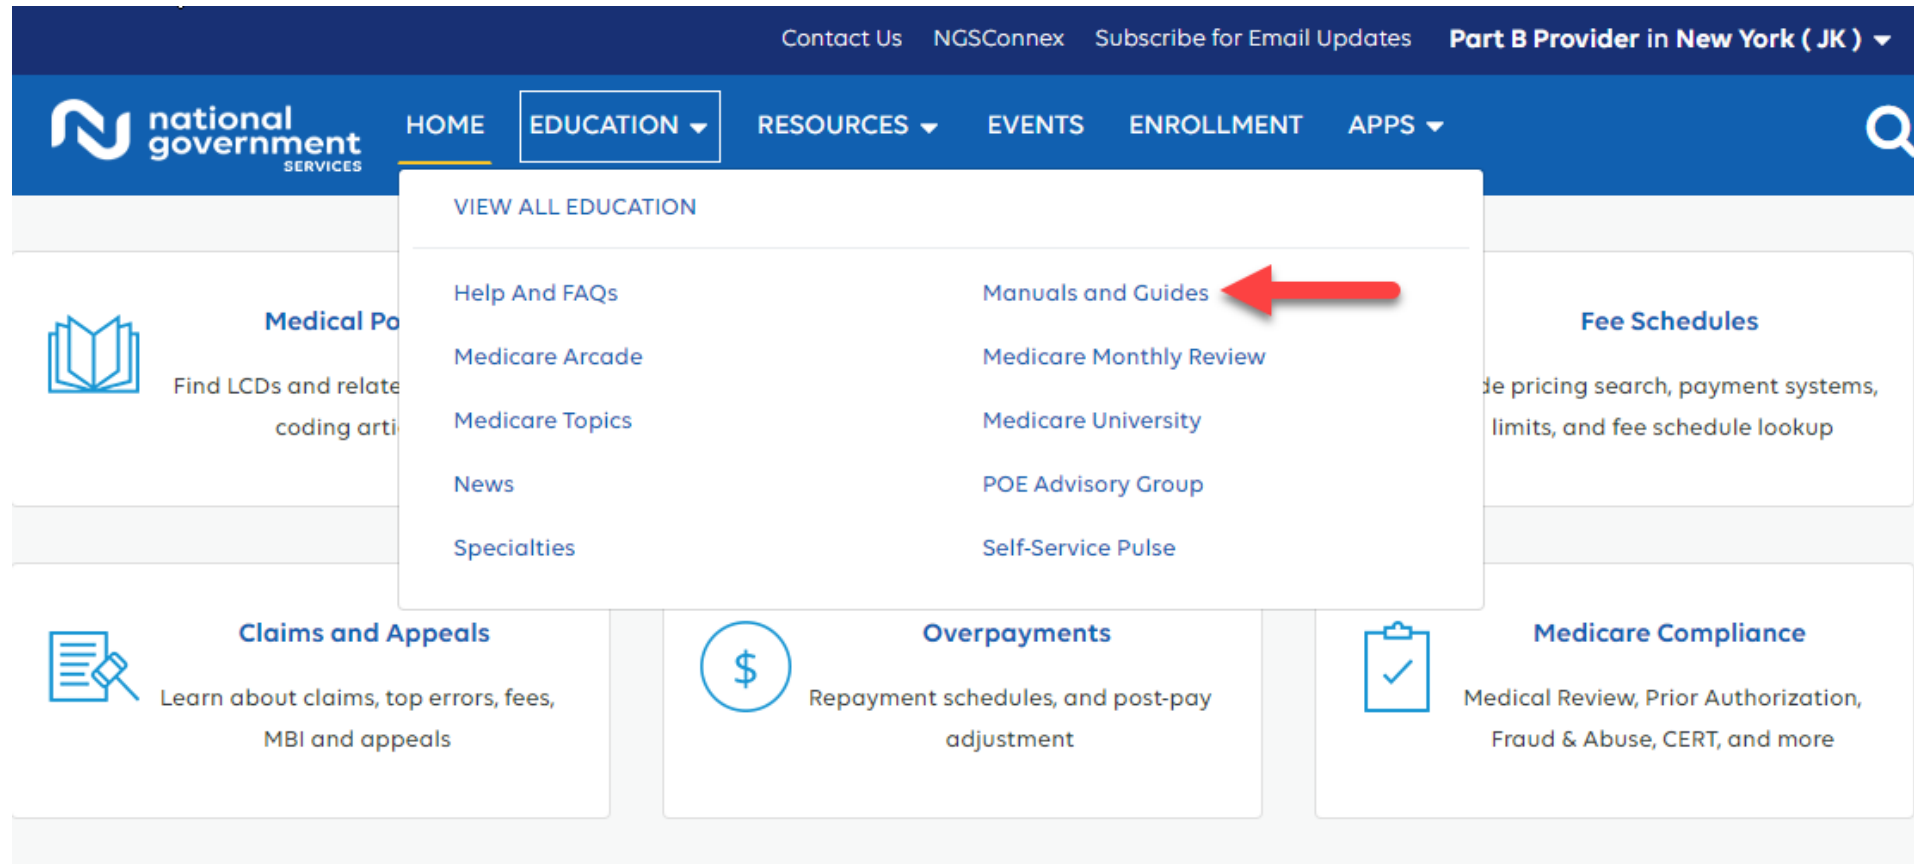 Contact Us NGSConnex Subscribe for Email Updates Part B Provider in New York ( JK )
national
government
SERVICES
HOME EDUCATION RESOURCES EVENTS ENROLLMENT APPS
VIEW ALL EDUCATION
Help And FAQs
Manuals and Guides
Medicare Arcade
Medicare Monthly Review
Medicare Topics
Medicare University
News
POE Advisory Group
Specialties
Self-Service Pulse
Medical
Find LCDs and
coding
Fee Schedules
pricing search, payment systems,
limits, and fee schedule lookup
Claims and Appeals
Learn about claims, top errors, fees,
MBI and appeals
Overpayments
Repayment schedules, and post-pay
adjustment
Medicare Compliance
Medical Review, Prior Authorization,
Fraud & Abuse, CERT, and more